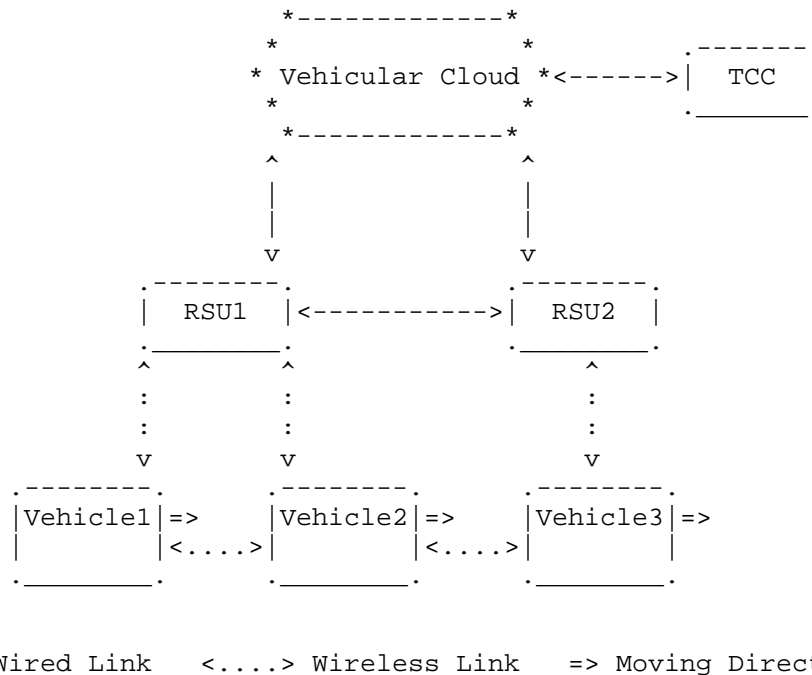 Vehicular Cloud
TCC
RSU1
RSU2
Vehicle1 => Vehicle2 => Vehicle3 =>
Wired Link <....> Wireless Link => Moving Direct